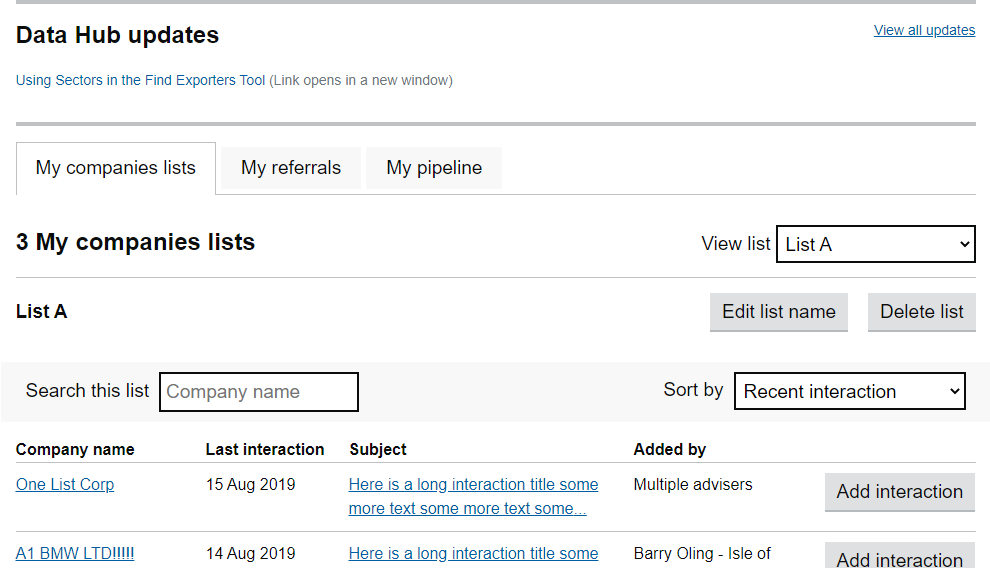 Data Hub updates
View all updates
Using Sectors in the Find Exporters Tool (Link opens in a new window)
My companies lists
My referrals
My pipeline
3 My companies lists
View list
List A
List A
Edit list name
Delete list
Search this list
Company name
Sort by
Recent interaction
Company name
Last interaction
Subject
Added by
One List Corp
15 Aug 2019
Here is a long interaction title some
more text some more text some...
Multiple advisers
Add interaction
A1 BMW LTD!!!!!
14 Aug 2019
Here is a long interaction title some
Barry Oling - Isle of
Add interaction